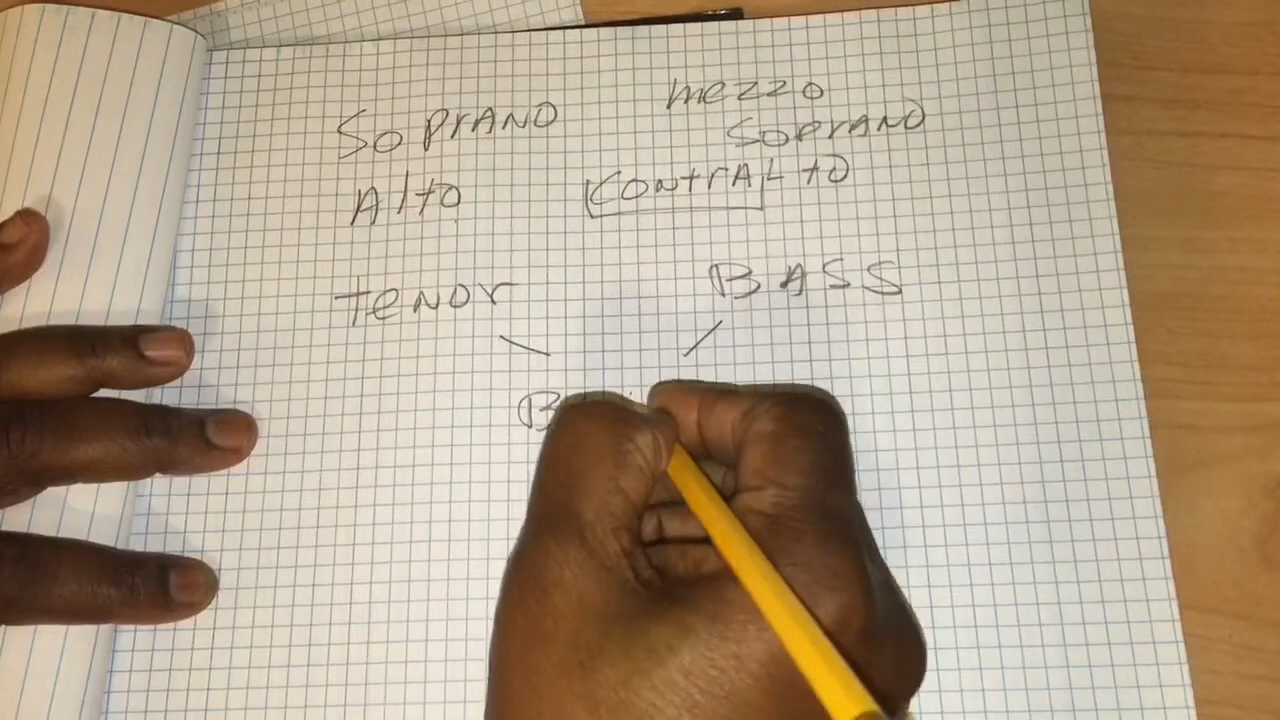 SoPrANO
mezzo
SOPrANO
Alto
CONtrALtO
tENOr
BASS
B